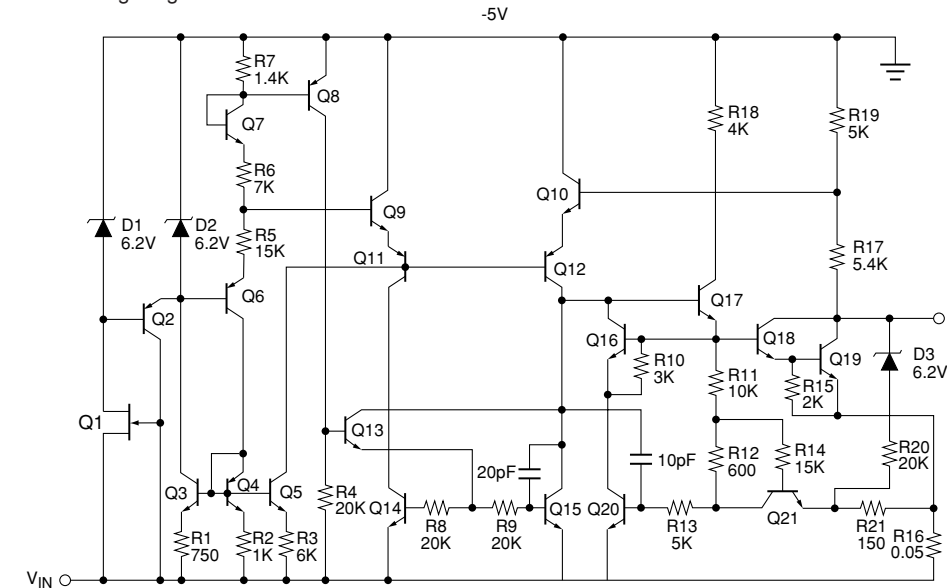 -5V
R7
1.4K
Q8
Q7
R18
4K
R19
5K
R6
7K
Q10
Q9
D1
6.2V
D2
6.2V
R5
15K
R17
5.4K
Q11
Q12
Q6
Q17
Q2
Q16
Q18
Q19
D3
6.2V
R10
3K
R11
10K
R15
2K
Q1
Q13
R20
20K
20pF
10pF
R12
600
R14
15K
Q3
Q4
Q5
R4
20K
Q14
R8
20K
R9
20K
Q15
Q20
R13
5K
Q21
R21
150
R16
0.05
R1
750
R2
1K
R3
6K
VIN